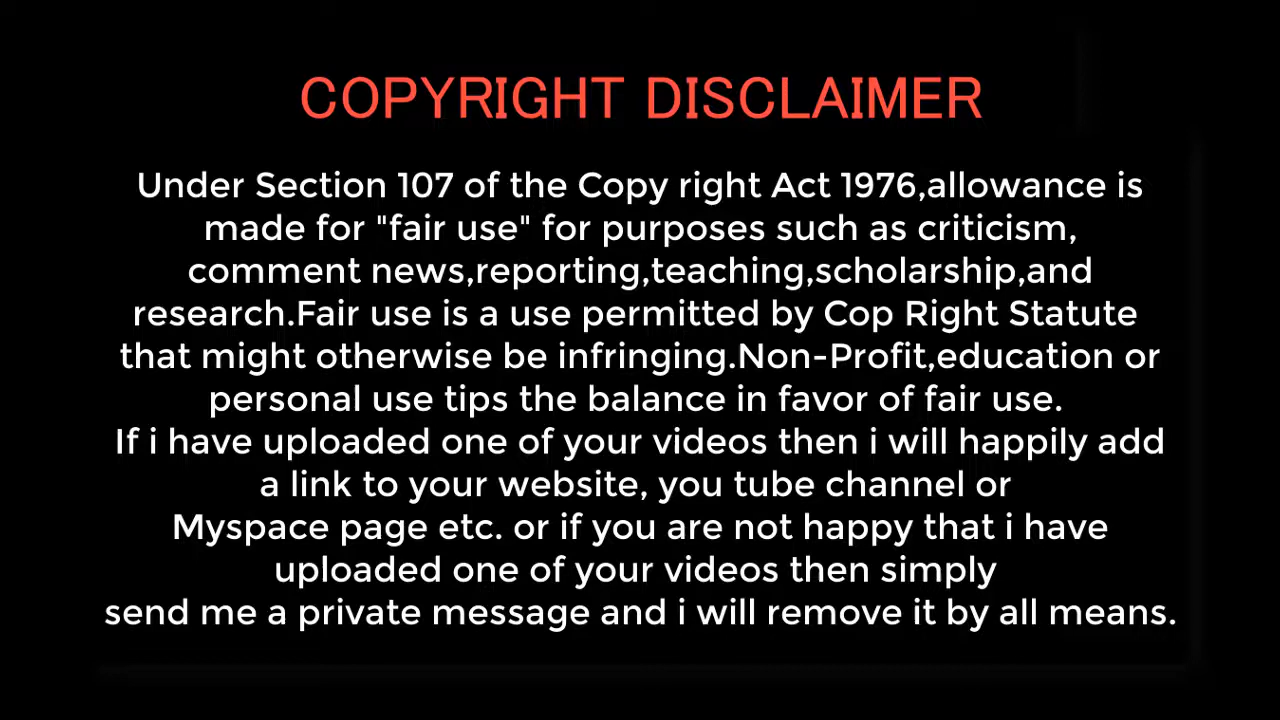 COPYRIGHT DISCLAIMER
Under Section 107 of the Copy right Act 1976,allowance is
made for "fair use" for purposes such as criticism,
comment news,reporting,teaching,scholarship,and
research.Fair use is a use permitted by Cop Right Statute
that might otherwise be infringing.Non-Profit,education or
personal use tips the balance in favor of fair use.
If i have uploaded one of your videos then i will happily add
a link to your website, you tube channel or
Myspace page etc. or if you are not happy that i have
uploaded one of your videos then simply
send me a private message and i will remove it by all means.